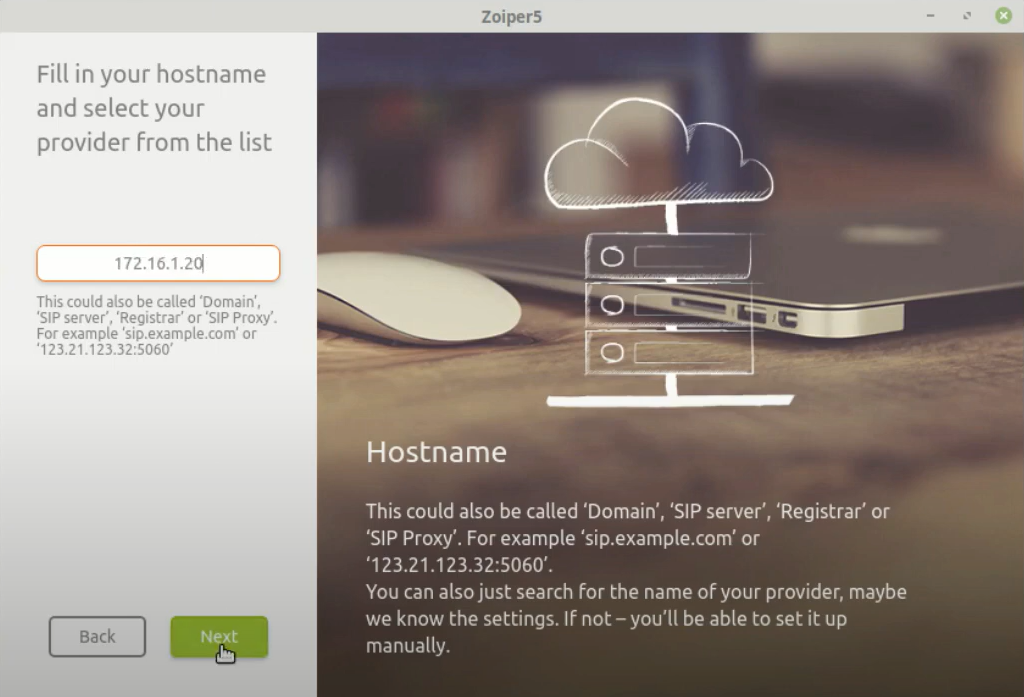 Zoiper5
Fill in your hostname
and select your
provider from the list
172.16.1.20
This could also be called ‘Domain’,
‘SIP server’, ‘Registrar’ or ‘SIP Proxy’.
For example ‘sip.example.com’ or
‘123.21.123.32:5060’
Back
Next
Hostname
This could also be called ‘Domain’, ‘SIP server’, ‘Registrar’ or
‘SIP Proxy’. For example ‘sip.example.com’ or
‘123.21.123.32:5060’.
You can also just search for the name of your provider, maybe
we know the settings. If not – you’ll be able to set it up
manually.